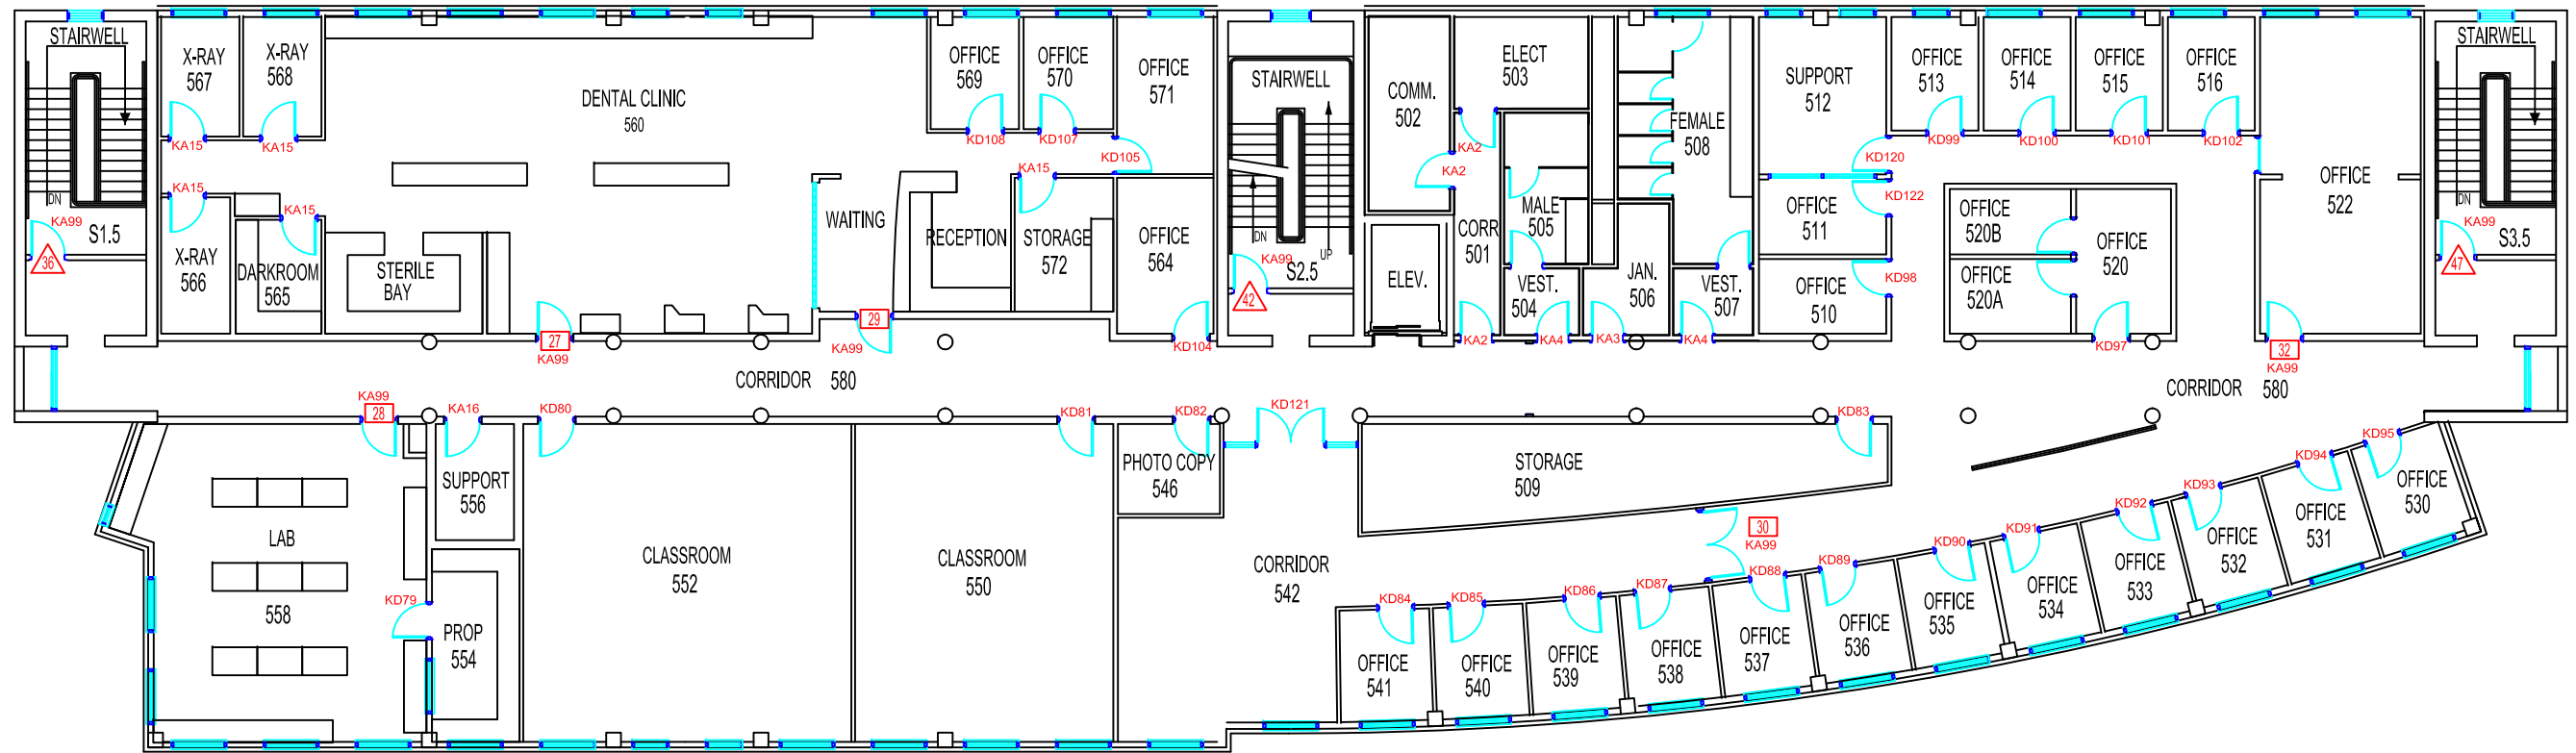 STAIRWELL
DN
KA99
S1.5
36
X-RAY
567
KA15
X-RAY
568
KA15
KA15
X-RAY
566
KA15
DARKROOM
565
STERILE
BAY
DENTAL CLINIC
560
WAITING
RECEPTION
OFFICE
569
KD108
OFFICE
570
KD107
OFFICE
571
KD105
KA15
STORAGE
572
OFFICE
564
KD104
27
KA99
29
KA99
STAIRWELL
DN
UP
KA99
S2.5
42
COMM.
502
KA2
ELEV.
ELECT
503
KA2
CORR
501
KA2
MALE
505
VEST.
504
KA4
JAN.
506
KA3
FEMALE
508
VEST.
507
KA4
SUPPORT
512
KD120
KD122
OFFICE
511
KD98
OFFICE
510
OFFICE
513
KD99
OFFICE
514
KD100
OFFICE
515
KD101
OFFICE
516
KD102
OFFICE
520B
OFFICE
520A
OFFICE
520
KD97
OFFICE
522
32
KA99
STAIRWELL
DN
KA99
S3.5
47
CORRIDOR 580
CORRIDOR
580
KA99
28
KA16
KD80
KD81
KD82
KD121
KD83
LAB
558
KD79
SUPPORT
556
PROP
554
CLASSROOM
552
CLASSROOM
550
PHOTO COPY
546
STORAGE
509
CORRIDOR
542
30
KA99
KD84
OFFICE
541
KD85
OFFICE
540
KD86
OFFICE
539
KD87
OFFICE
538
KD88
OFFICE
537
KD89
OFFICE
536
KD90
OFFICE
535
KD91
OFFICE
534
KD92
OFFICE
533
KD93
OFFICE
532
KD94
OFFICE
531
KD95
OFFICE
530